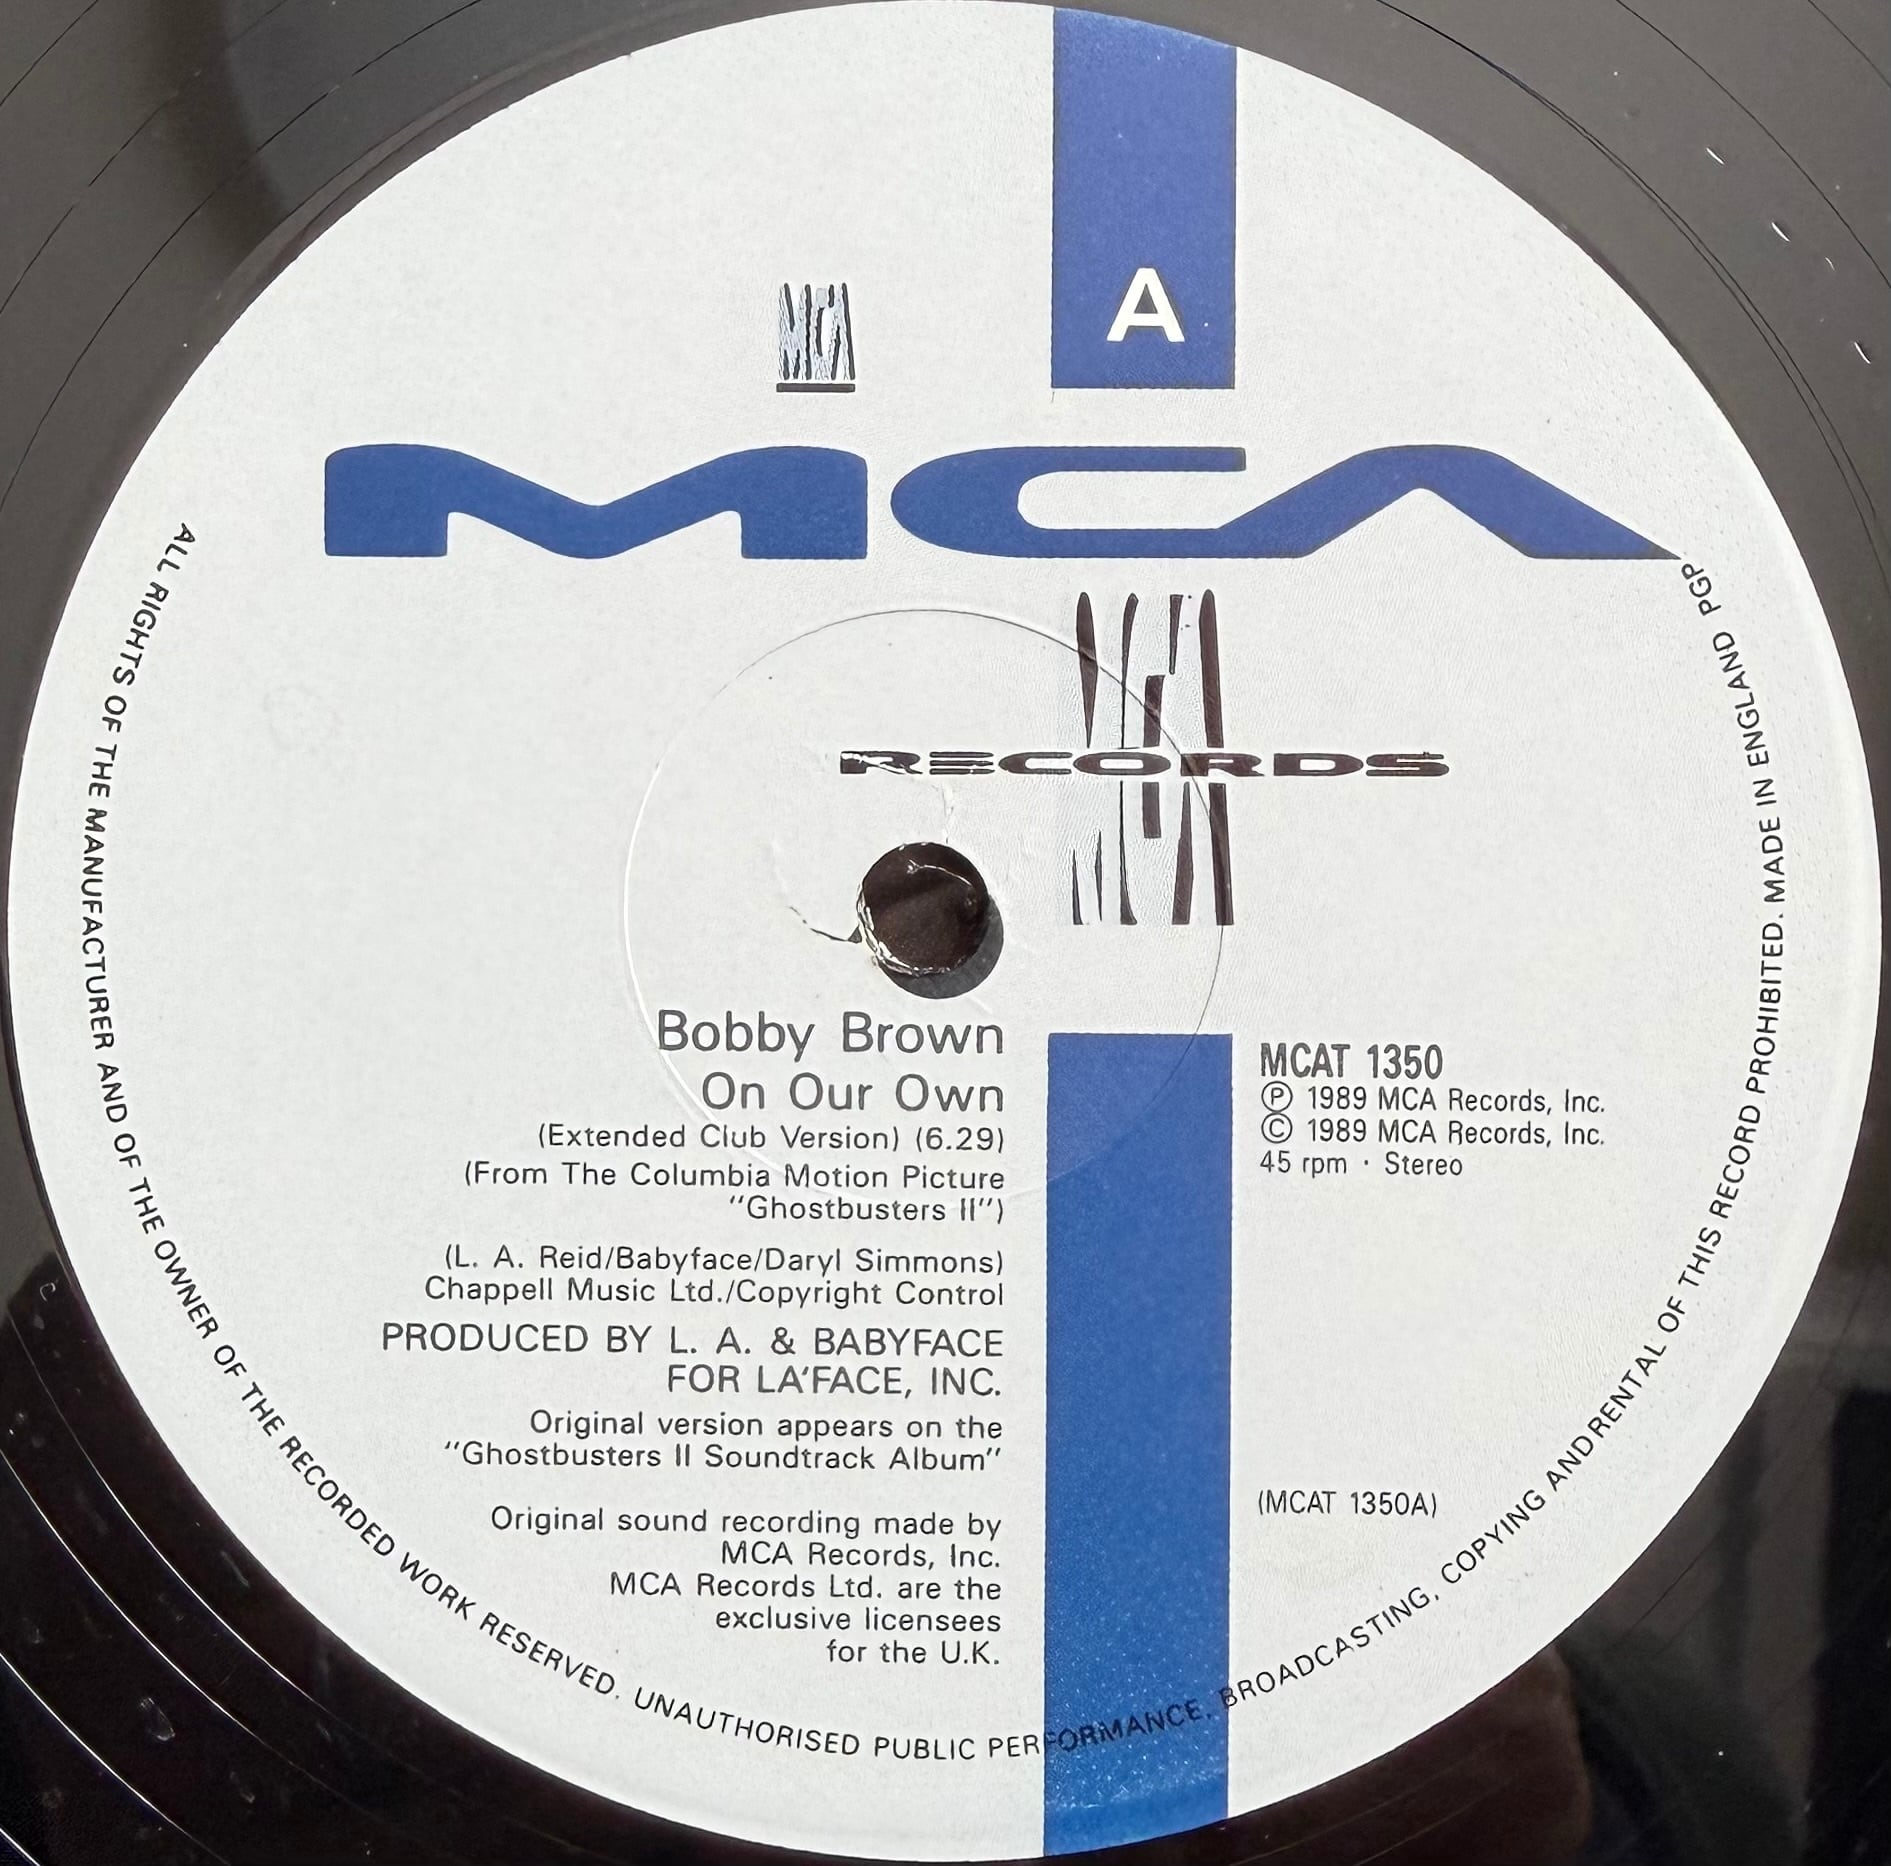 A
MCA
MCA
MCA
RECORDS
Bobby Brown
On Our Own
(Extended Club Version) (6.29)
(From The Columbia Motion Picture
"Ghostbusters II")
(L. A. Reid/Babyface/Daryl Simmons)
Chappell Music Ltd./Copyright Control
PRODUCED BY L. A. & BABYFACE
FOR LA'FACE, INC.
Original version appears on the
"Ghostbusters II Soundtrack Album"
Original sound recording made by
MCA Records, Inc.
MCA Records Ltd. are the
exclusive licensees
for the U.K.
MCAT 1350
Ⓟ 1989 MCA Records, Inc.
Ⓒ 1989 MCA Records, Inc.
45 rpm · Stereo
(MCAT 1350A)
ALL RIGHTS OF THE MANUFACTURER AND OF THE OWNER OF THE RECORDED WORK RESERVED. UNAUTHORISED PUBLIC PERFORMANCE. BROADCASTING, COPYING AND RENTAL OF THIS RECORD PROHIBITED. MADE IN ENGLAND PGP